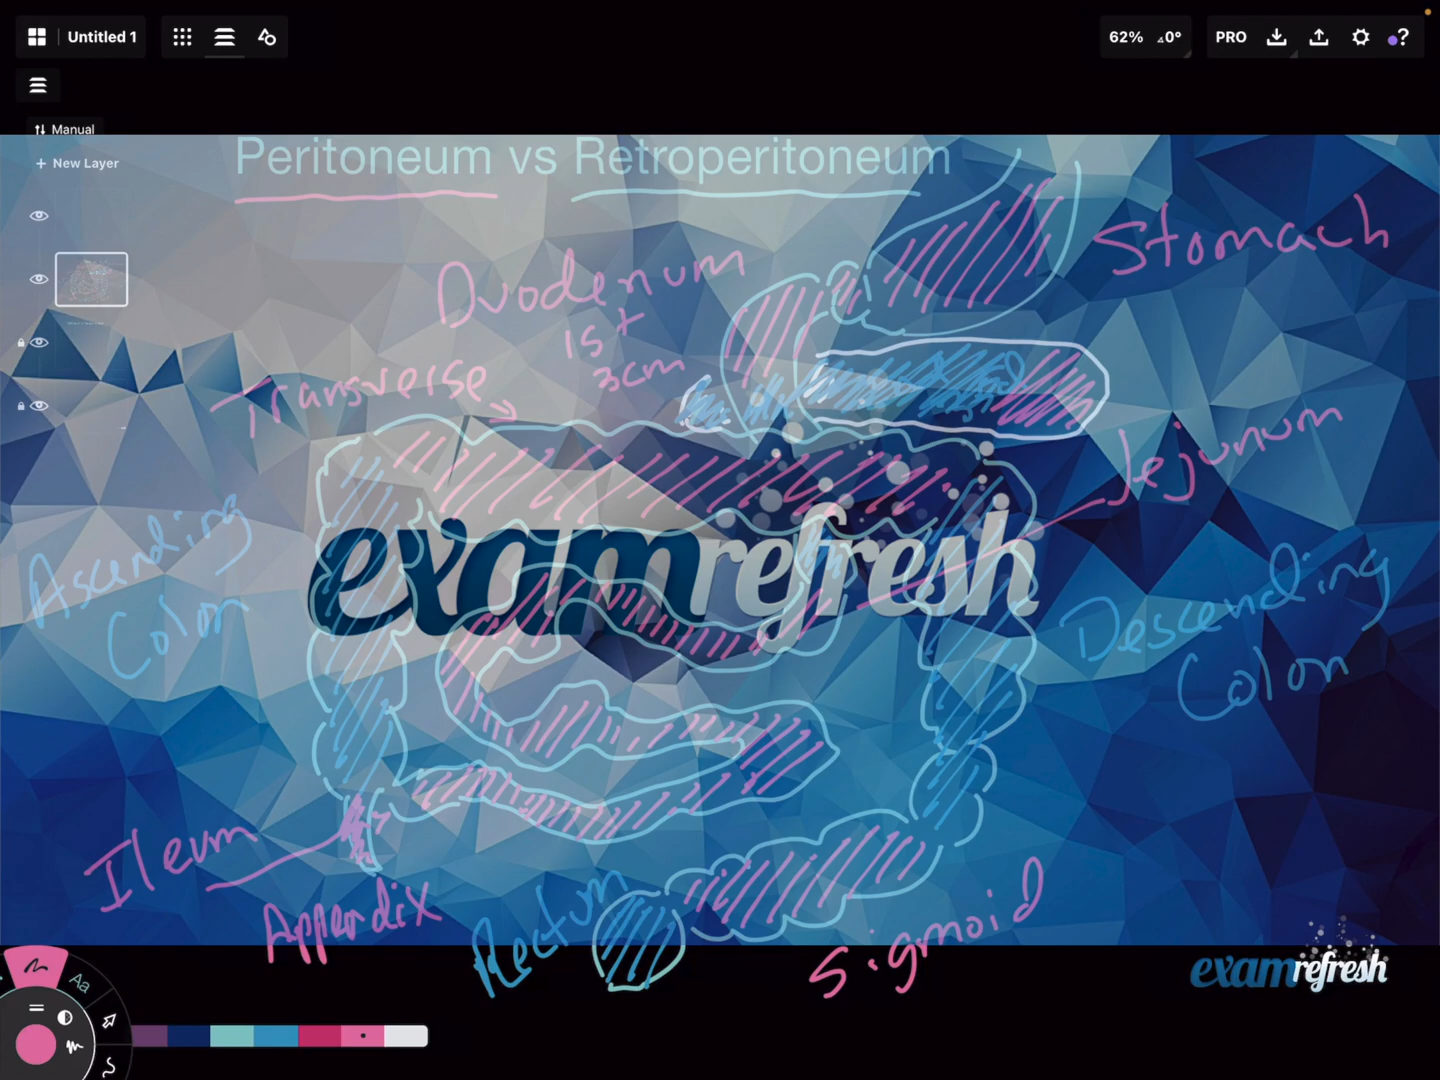 Untitled 1
62% 0° PRO ?
Manual
+ New Layer
Peritoneum vs Retroperitoneum
Stomach
Duodenum
1st
3cm
Transverse
Jejunum
Ascending
Colon
examrefresh
Descending
Colon
Ileum
Appendix
Rectum
Sigmoid
examrefresh
Aa